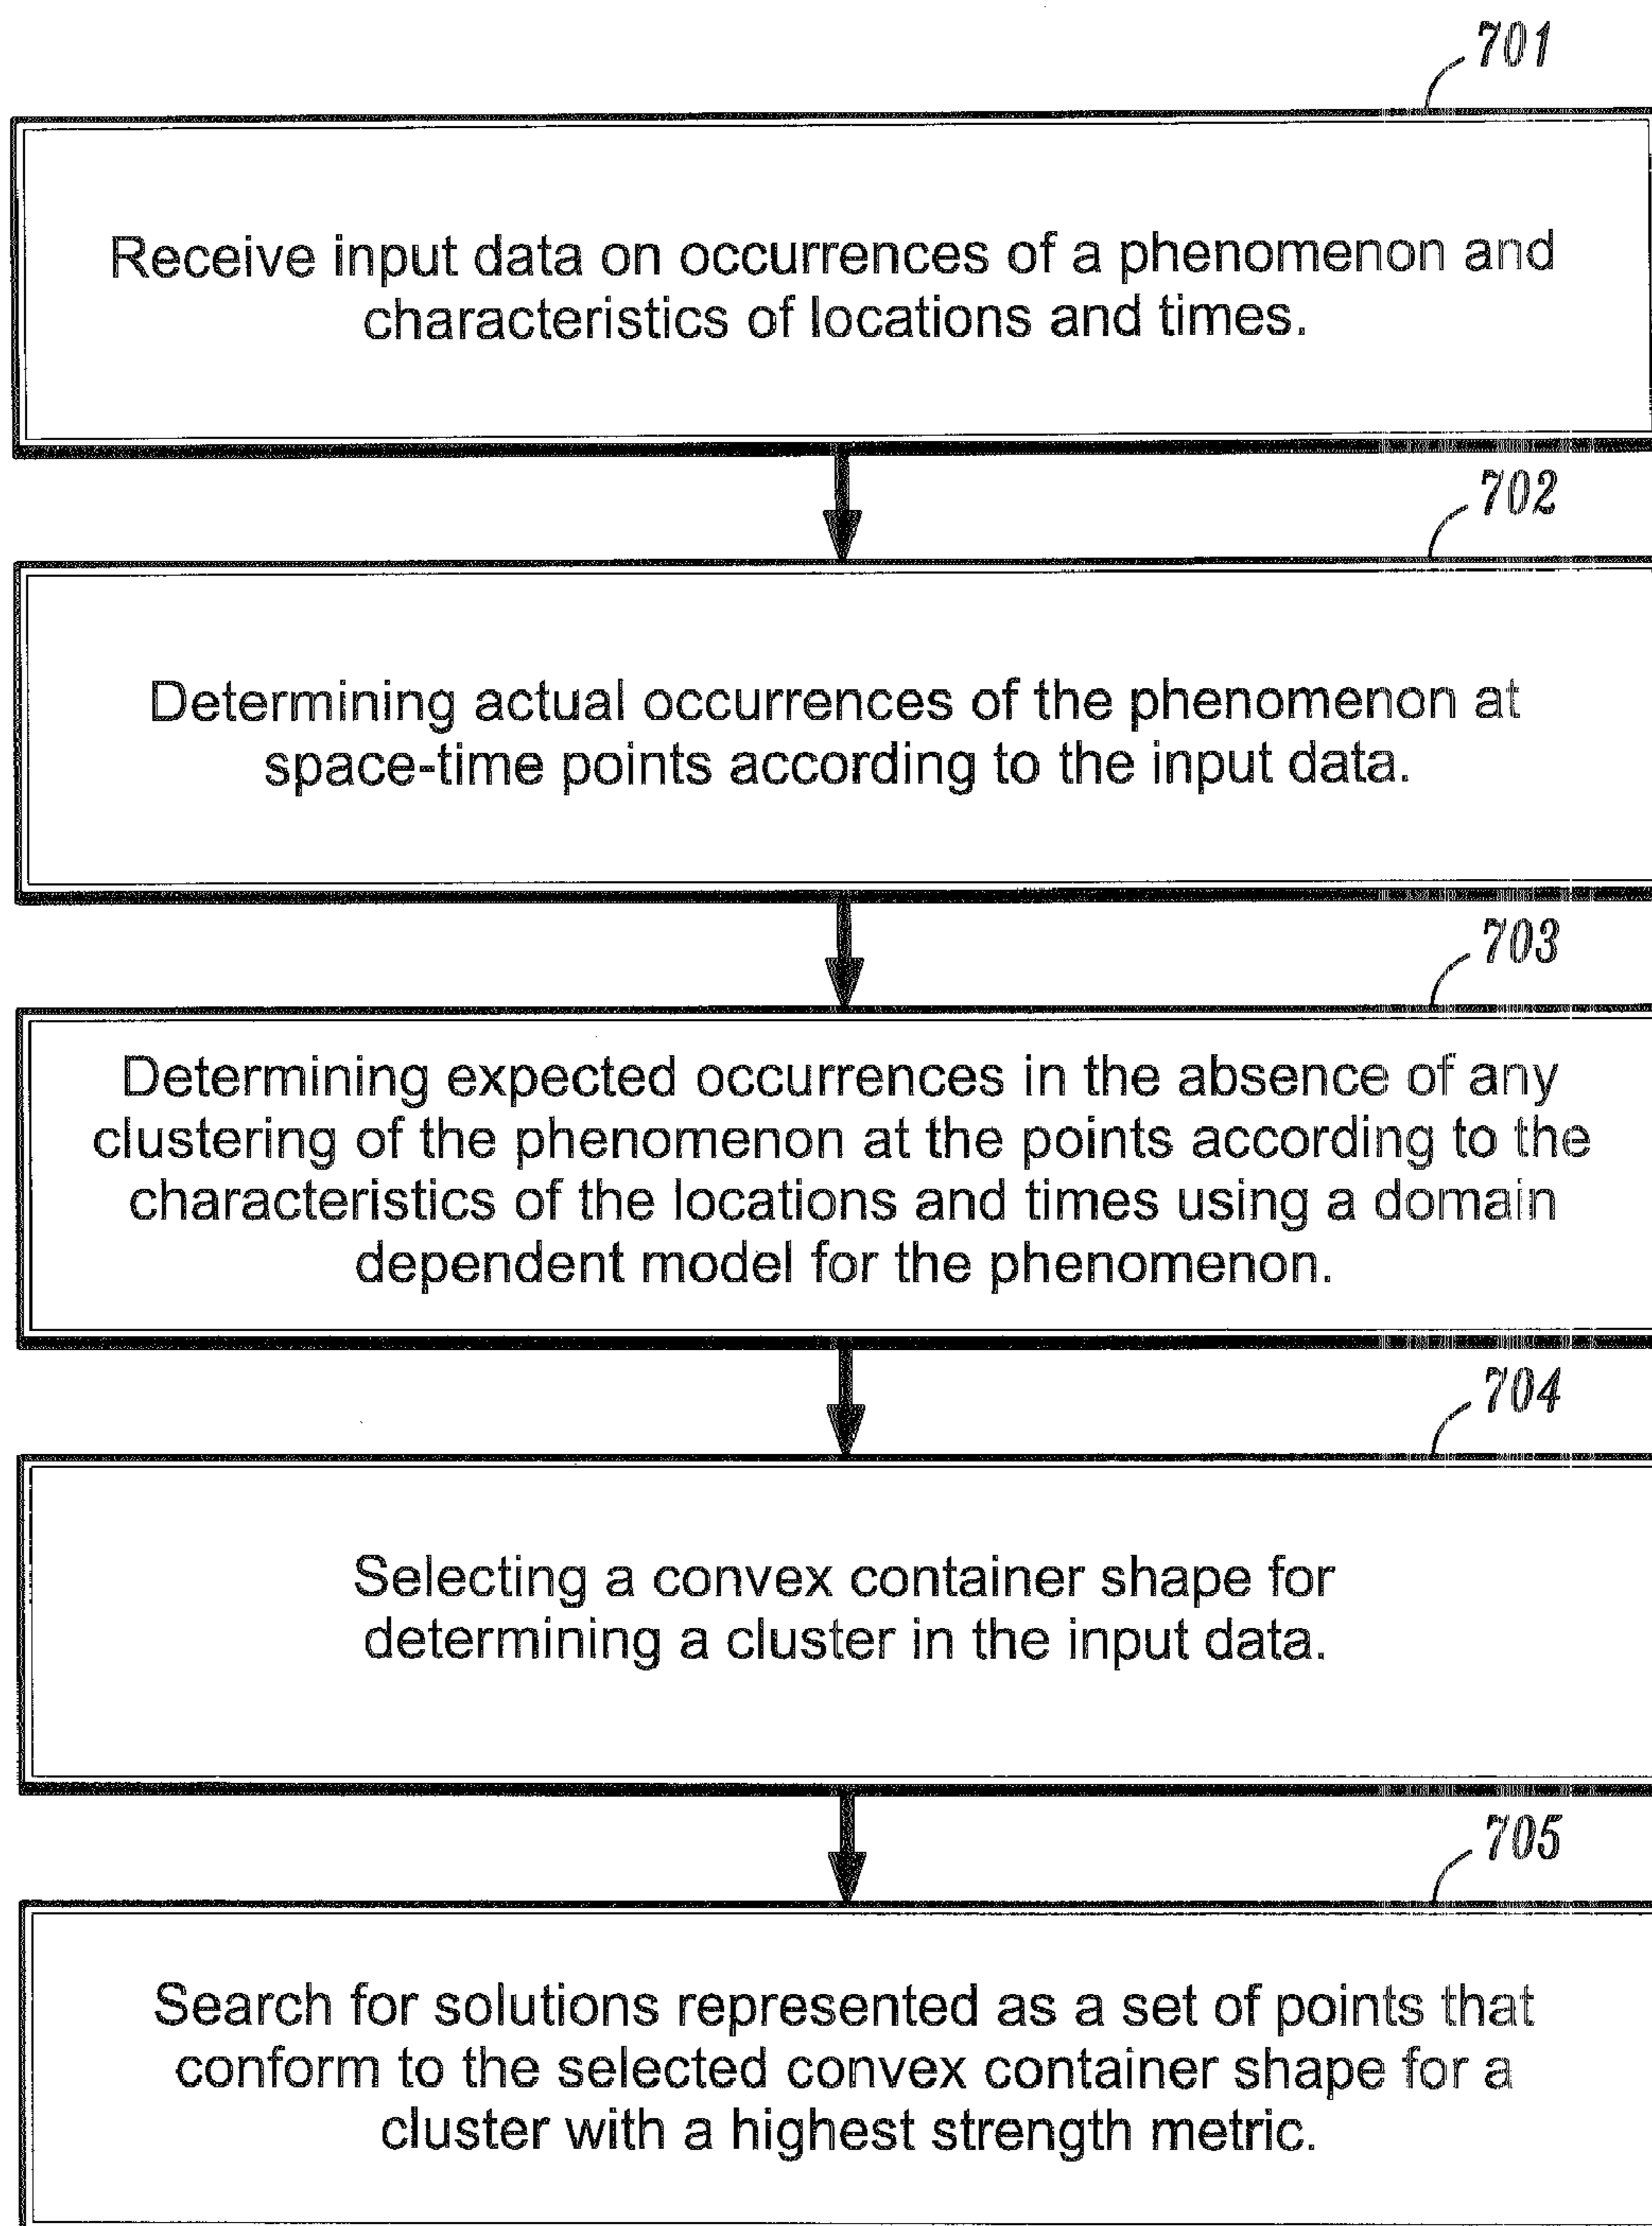 701
Receive input data on occurrences of a phenomenon and
characteristics of locations and times.
702
Determining actual occurrences of the phenomenon at
space-time points according to the input data.
703
Determining expected occurrences in the absence of any
clustering of the phenomenon at the points according to the
characteristics of the locations and times using a domain
dependent model for the phenomenon.
704
Selecting a convex container shape for
determining a cluster in the input data.
705
Search for solutions represented as a set of points that
conform to the selected convex container shape for a
cluster with a highest strength metric.